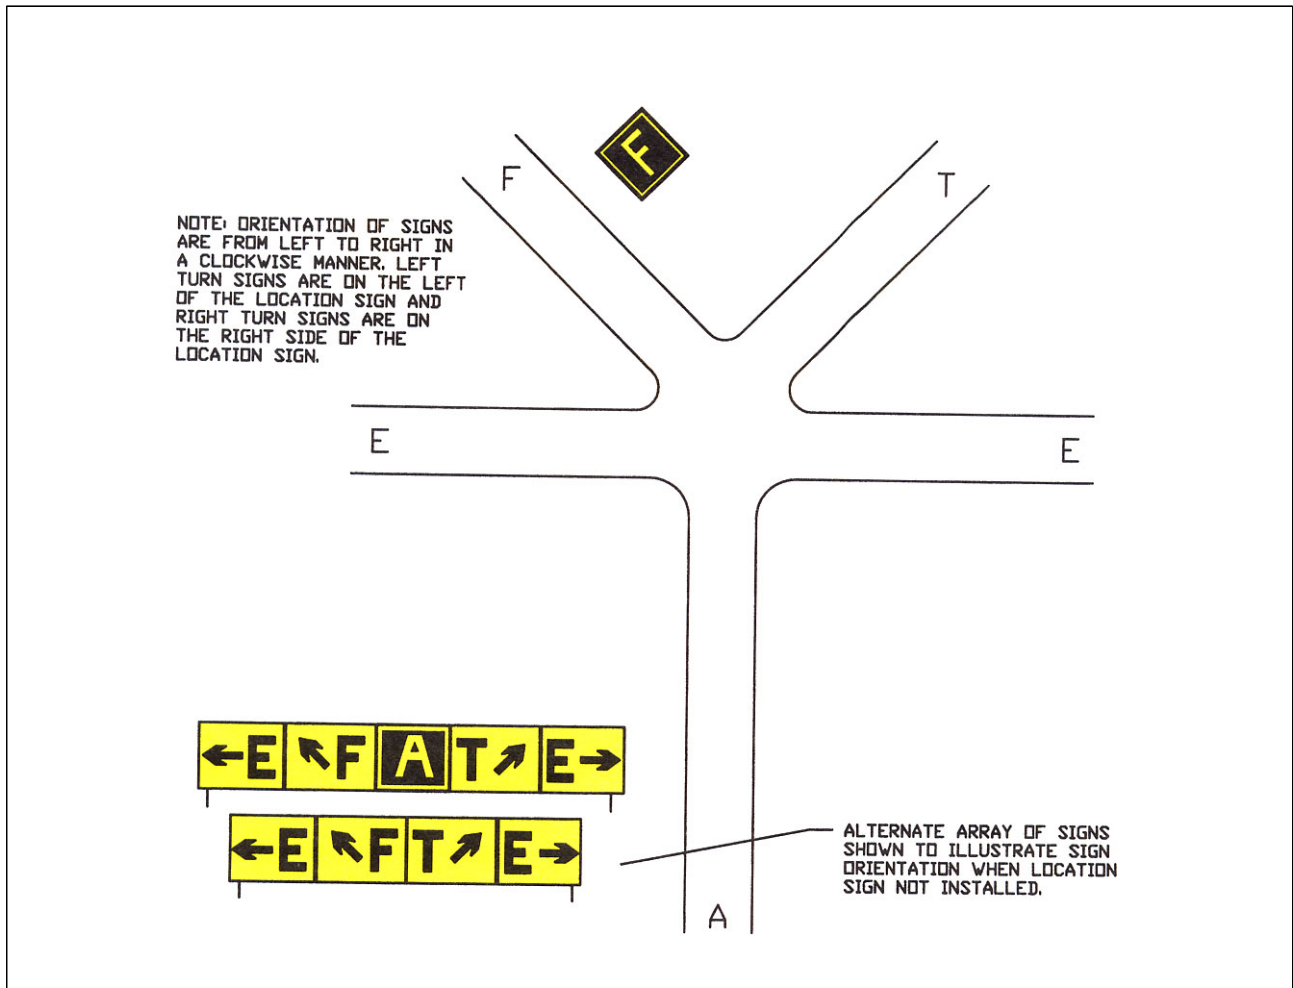 F
F
T
NOTE: ORIENTATION OF SIGNS
ARE FROM LEFT TO RIGHT IN
A CLOCKWISE MANNER. LEFT
TURN SIGNS ARE ON THE LEFT
OF THE LOCATION SIGN AND
RIGHT TURN SIGNS ARE ON
THE RIGHT SIDE OF THE
LOCATION SIGN.
E
E
←E ↖F A T↗ E→
←E ↖F T↗ E→
ALTERNATE ARRAY OF SIGNS
SHOWN TO ILLUSTRATE SIGN
ORIENTATION WHEN LOCATION
SIGN NOT INSTALLED.
A